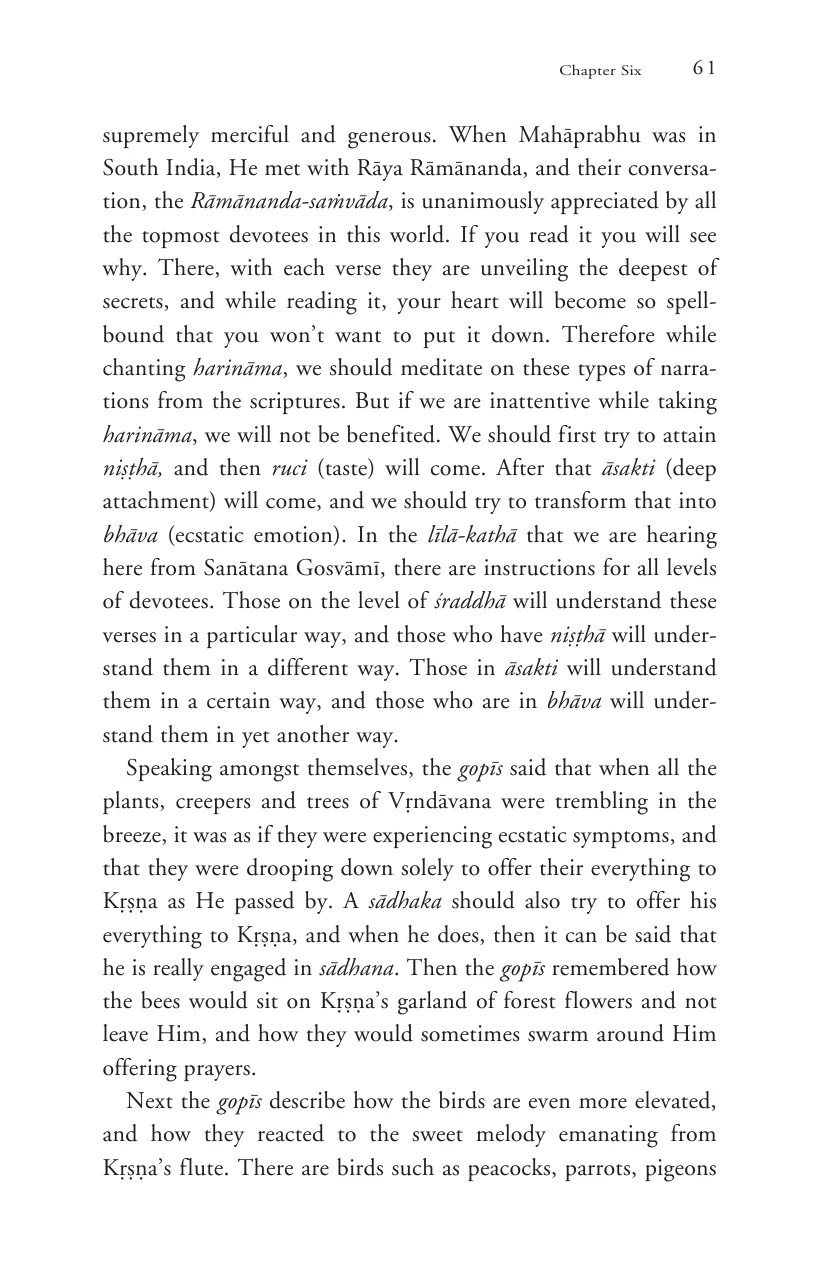 Chapter Six 61
supremely merciful and generous. When Mahāprabhu was in
South India, He met with Rāya Rāmānanda, and their conversa-
tion, the Rāmānanda-saṁvāda, is unanimously appreciated by all
the topmost devotees in this world. If you read it you will see
why. There, with each verse they are unveiling the deepest of
secrets, and while reading it, your heart will become so spell-
bound that you won’t want to put it down. Therefore while
chanting harināma, we should meditate on these types of narra-
tions from the scriptures. But if we are inattentive while taking
harināma, we will not be benefited. We should first try to attain
niṣṭhā, and then ruci (taste) will come. After that āsakti (deep
attachment) will come, and we should try to transform that into
bhāva (ecstatic emotion). In the līlā-kathā that we are hearing
here from Sanātana Gosvāmī, there are instructions for all levels
of devotees. Those on the level of śraddhā will understand these
verses in a particular way, and those who have niṣṭhā will under-
stand them in a different way. Those in āsakti will understand
them in a certain way, and those who are in bhāva will under-
stand them in yet another way.
Speaking amongst themselves, the gopīs said that when all the
plants, creepers and trees of Vṛndāvana were trembling in the
breeze, it was as if they were experiencing ecstatic symptoms, and
that they were drooping down solely to offer their everything to
Kṛṣṇa as He passed by. A sādhaka should also try to offer his
everything to Kṛṣṇa, and when he does, then it can be said that
he is really engaged in sādhana. Then the gopīs remembered how
the bees would sit on Kṛṣṇa’s garland of forest flowers and not
leave Him, and how they would sometimes swarm around Him
offering prayers.
Next the gopīs describe how the birds are even more elevated,
and how they reacted to the sweet melody emanating from
Kṛṣṇa’s flute. There are birds such as peacocks, parrots, pigeons